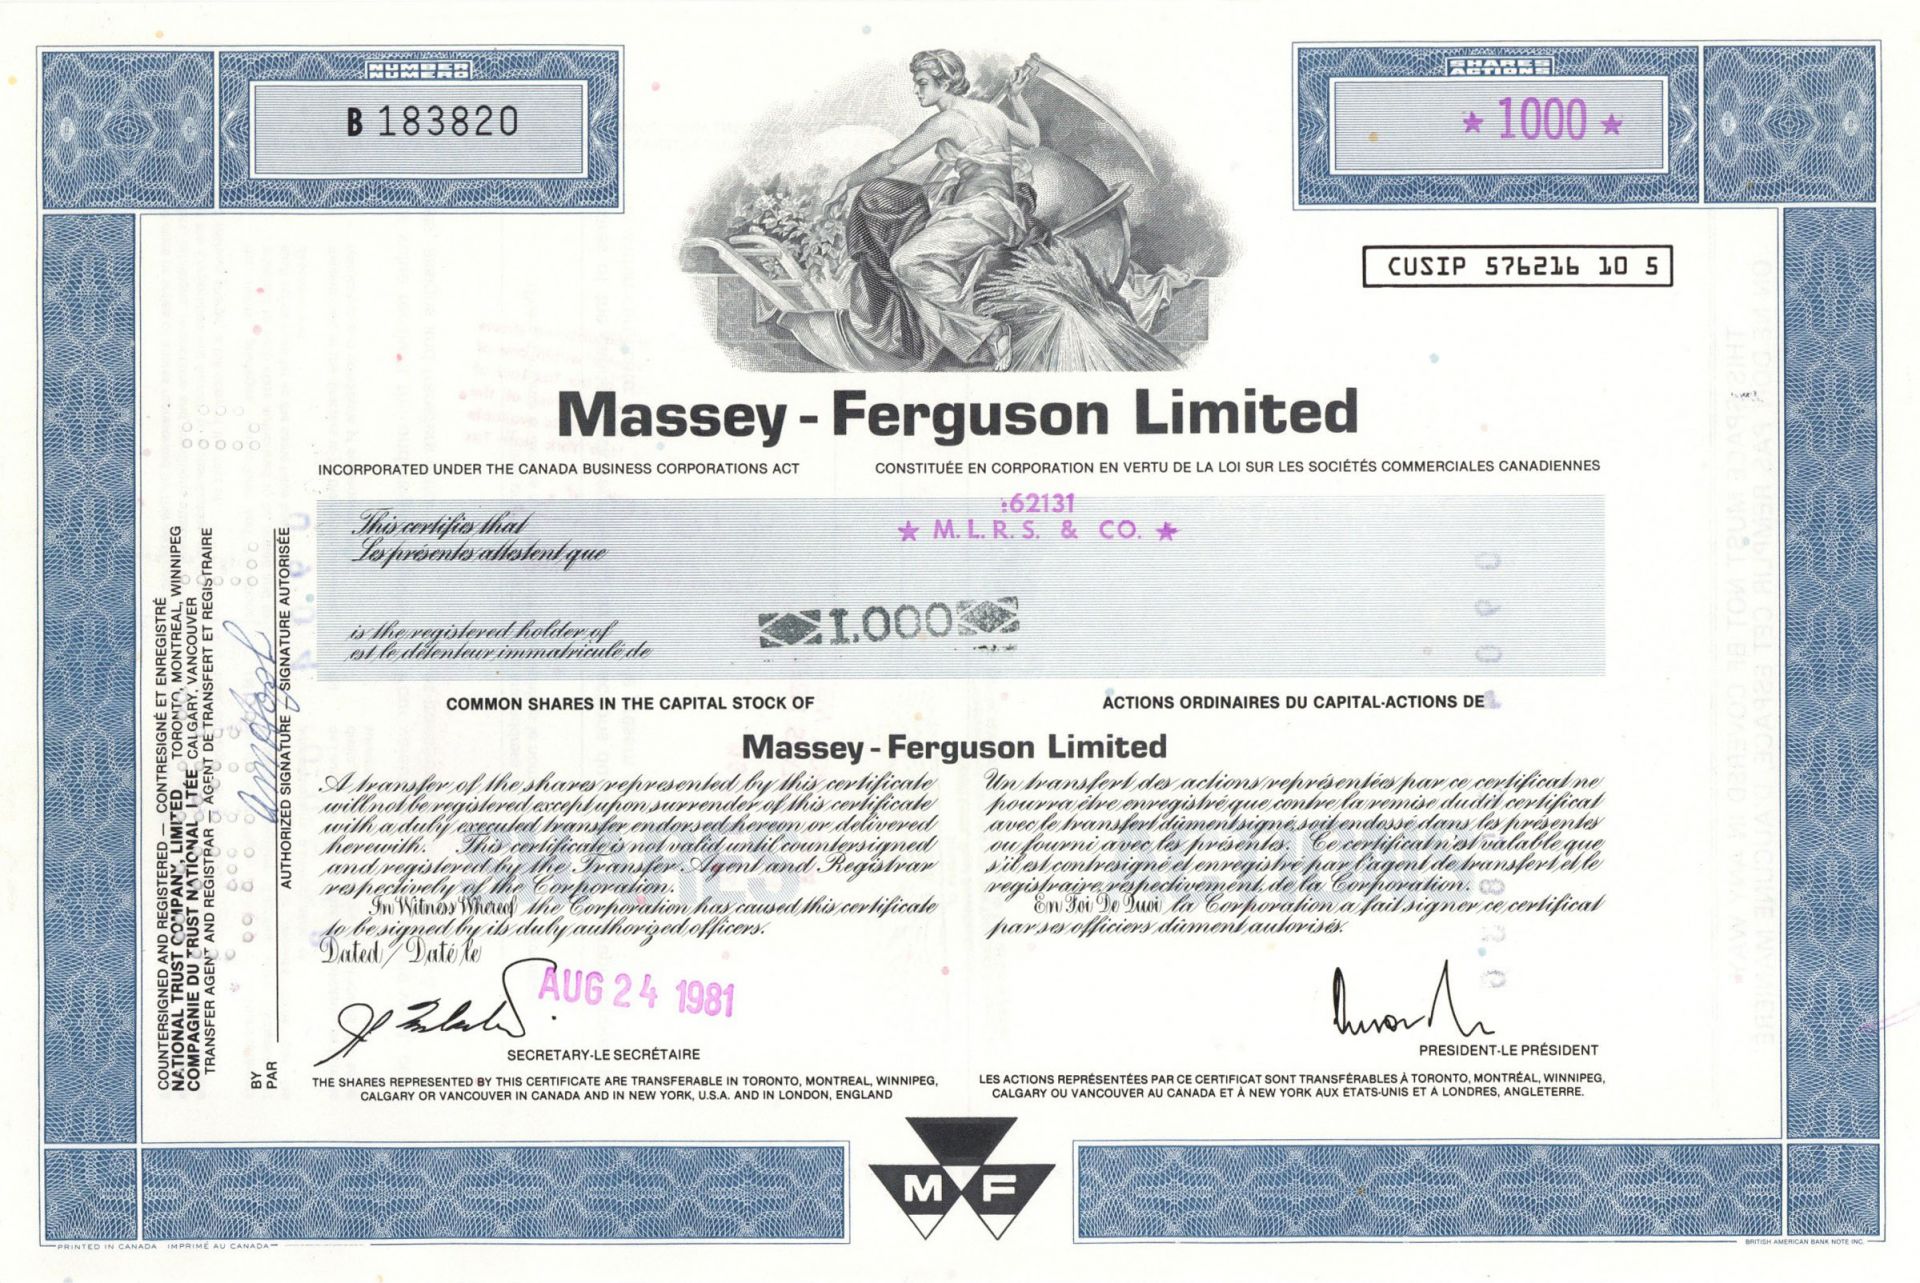 NUMBER
NUMERO
B 183820
SHARES
ACTIONS
★ 1000 ★
CUSIP 576216 10 5
Massey-Ferguson Limited
INCORPORATED UNDER THE CANADA BUSINESS CORPORATIONS ACT
CONSTITUÉE EN CORPORATION EN VERTU DE LA LOI SUR LES SOCIÉTÉS COMMERCIALES CANADIENNES
:62131
This certifies that
★ M.L.R.S. & CO. ★
Les présentes attestent que
1.000
is the registered holder of
est le détenteur immatriculé de
COMMON SHARES IN THE CAPITAL STOCK OF
ACTIONS ORDINAIRES DU CAPITAL-ACTIONS DE
Massey-Ferguson Limited
A transfer of the shares represented by this certificate
will not be registered except upon surrender of this certificate
with a duly executed transfer endorsed hereon or delivered
herewith. This certificate is not valid until countersigned
and registered by the Transfer Agent and Registrar
respectively of the Corporation.
In Witness Whereof the Corporation has caused this certificate
to be signed by its duly authorized officers.
Dated / Daté le
AUG 24 1981
SECRETARY-LE SECRÉTAIRE
Un transfert des actions représentées par ce certificat ne
pourra être enregistré que contre la remise du dit certificat
avec le transfert dûment signé, soit endossé dans les présentes
ou fourni avec les présentes. Ce certificat n'est valable que
s'il est contresigné et enregistré par l'agent de transfert et le
registraire, respectivement, de la Corporation.
En Foi De Quoi la Corporation a fait signer ce certificat
par ses officiers dûment autorisés.
PRESIDENT-LE PRÉSIDENT
THE SHARES REPRESENTED BY THIS CERTIFICATE ARE TRANSFERABLE IN TORONTO, MONTREAL, WINNIPEG,
CALGARY OR VANCOUVER IN CANADA AND IN NEW YORK, U.S.A. AND IN LONDON, ENGLAND
LES ACTIONS REPRÉSENTÉES PAR CE CERTIFICAT SONT TRANSFÉRABLES À TORONTO, MONTRÉAL, WINNIPEG,
CALGARY OU VANCOUVER AU CANADA ET À NEW YORK AUX ÉTATS-UNIS ET À LONDRES, ANGLETERRE.
COUNTERSIGNED AND REGISTERED — CONTRESIGNÉ ET ENREGISTRÉ
NATIONAL TRUST COMPANY, LIMITED TORONTO, MONTREAL, WINNIPEG
COMPAGNIE DU TRUST NATIONAL LTÉE CALGARY, VANCOUVER
TRANSFER AGENT AND REGISTRAR — AGENT DE TRANSFERT ET REGISTRAIRE
BY
PAR
AUTHORIZED SIGNATURE - SIGNATURE AUTORISÉE
M F
PRINTED IN CANADA IMPRIMÉ AU CANADA
BRITISH AMERICAN BANK NOTE INC.